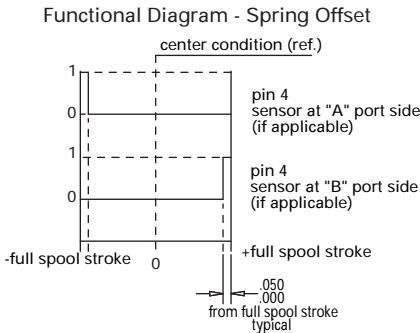 Functional Diagram - Spring Offset
center condition (ref.)
1
pin 4
sensor at "A" port side
(if applicable)
0
1
pin 4
sensor at "B" port side
(if applicable)
0
-full spool stroke
0
+full spool stroke
.050
.000
from full spool stroke
typical